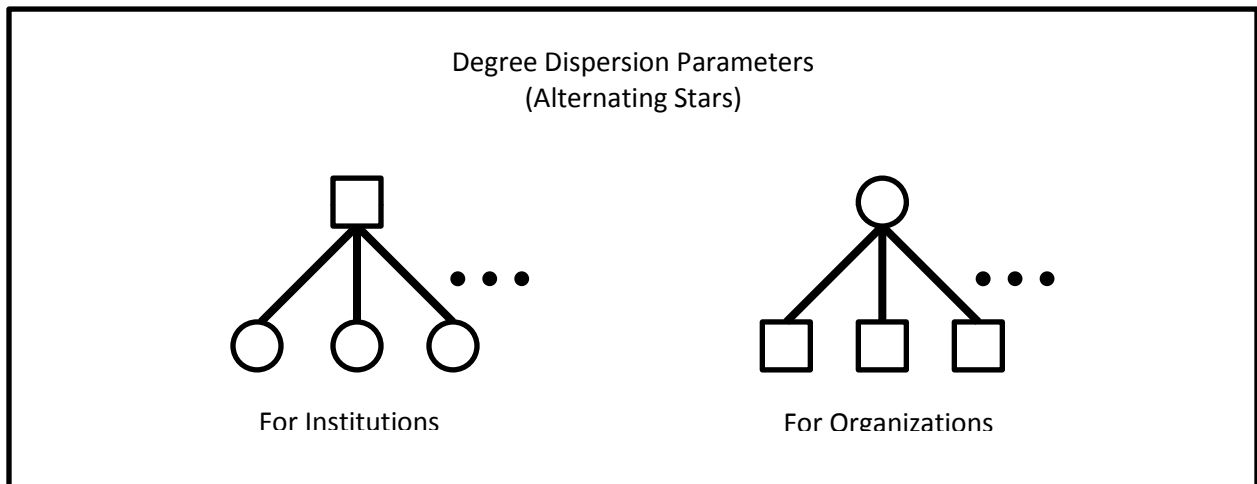 Degree Dispersion Parameters
(Alternating Stars)
For Institutions
For Organizations